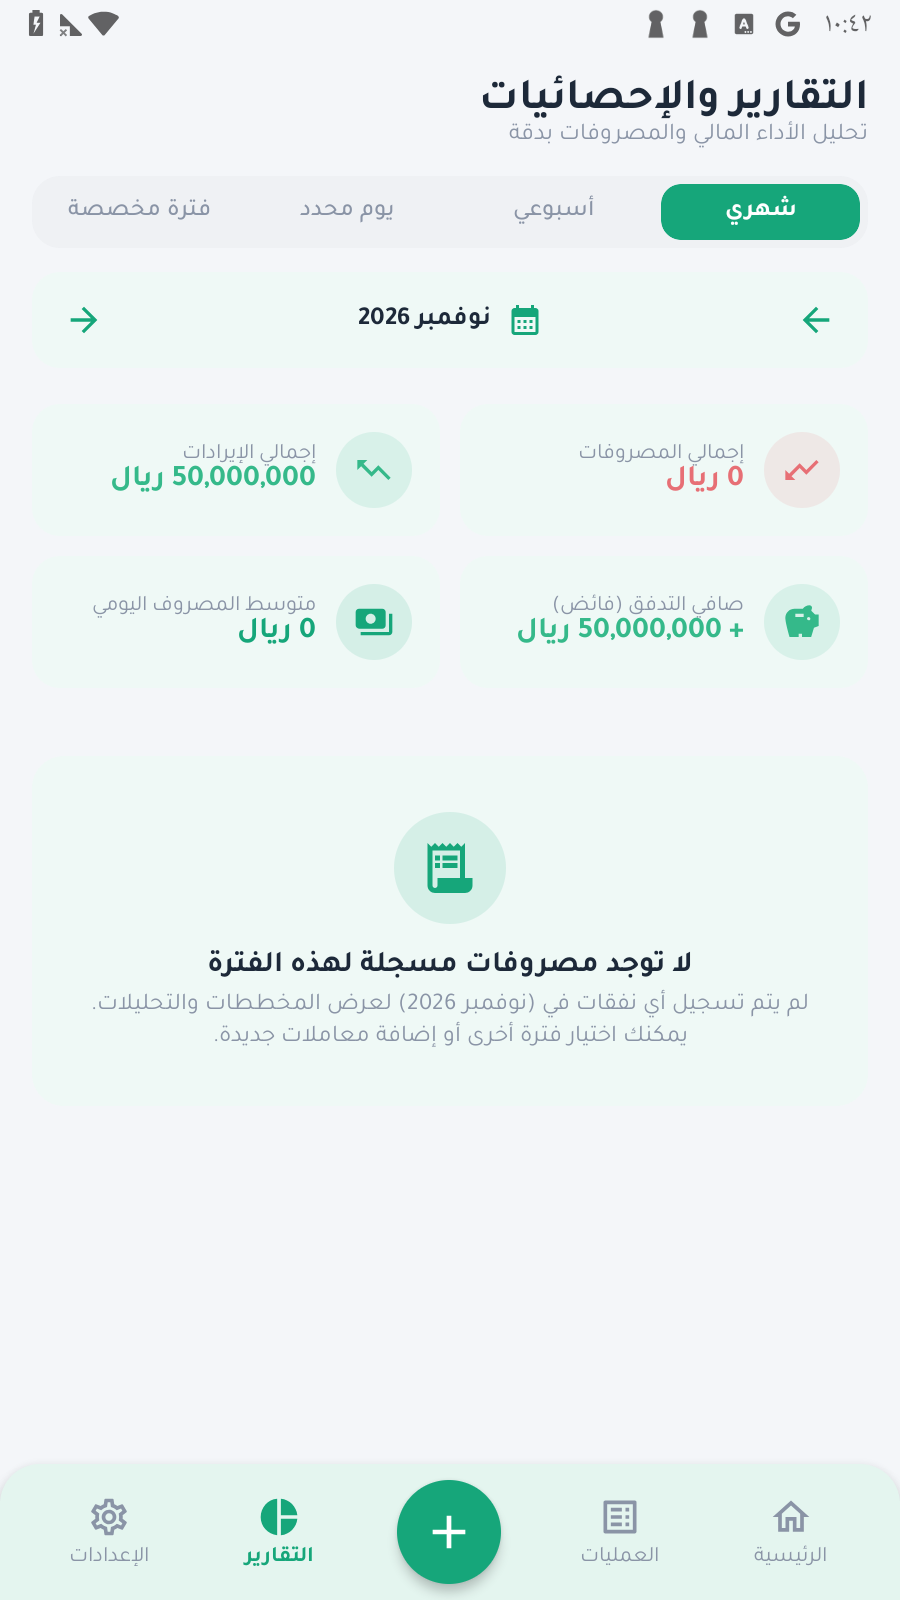 ١٠:٤٢
التقارير والإحصائيات
تحليل الأداء المالي والمصروفات بدقة
شهري
أسبوعي
يوم محدد
فترة مخصصة
نوفمبر 2026
إجمالي المصروفات
0 ريال
إجمالي الإيرادات
50,000,000 ريال
صافي التدفق (فائض)
+ 50,000,000 ريال
متوسط المصروف اليومي
0 ريال
لا توجد مصروفات مسجلة لهذه الفترة
لم يتم تسجيل أي نفقات في (نوفمبر 2026) لعرض المخططات والتحليلات.
يمكنك اختيار فترة أخرى أو إضافة معاملات جديدة.
الرئيسية
العمليات
التقارير
الإعدادات